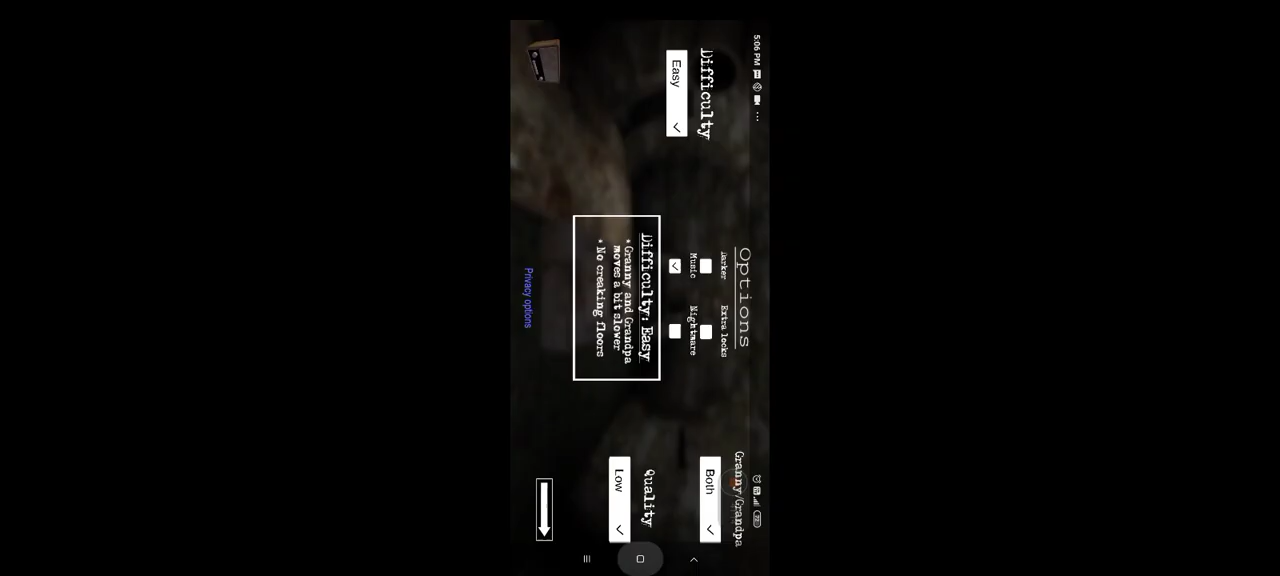 5:06 PM
Options
Difficulty
Easy
Darker
Extra locks
Music
Nightmare
Difficulty: Easy
* Granny and Grandpa
moves a bit slower
* No creaking floors
Granny/Grandpa
Both
Quality
Low
Privacy options